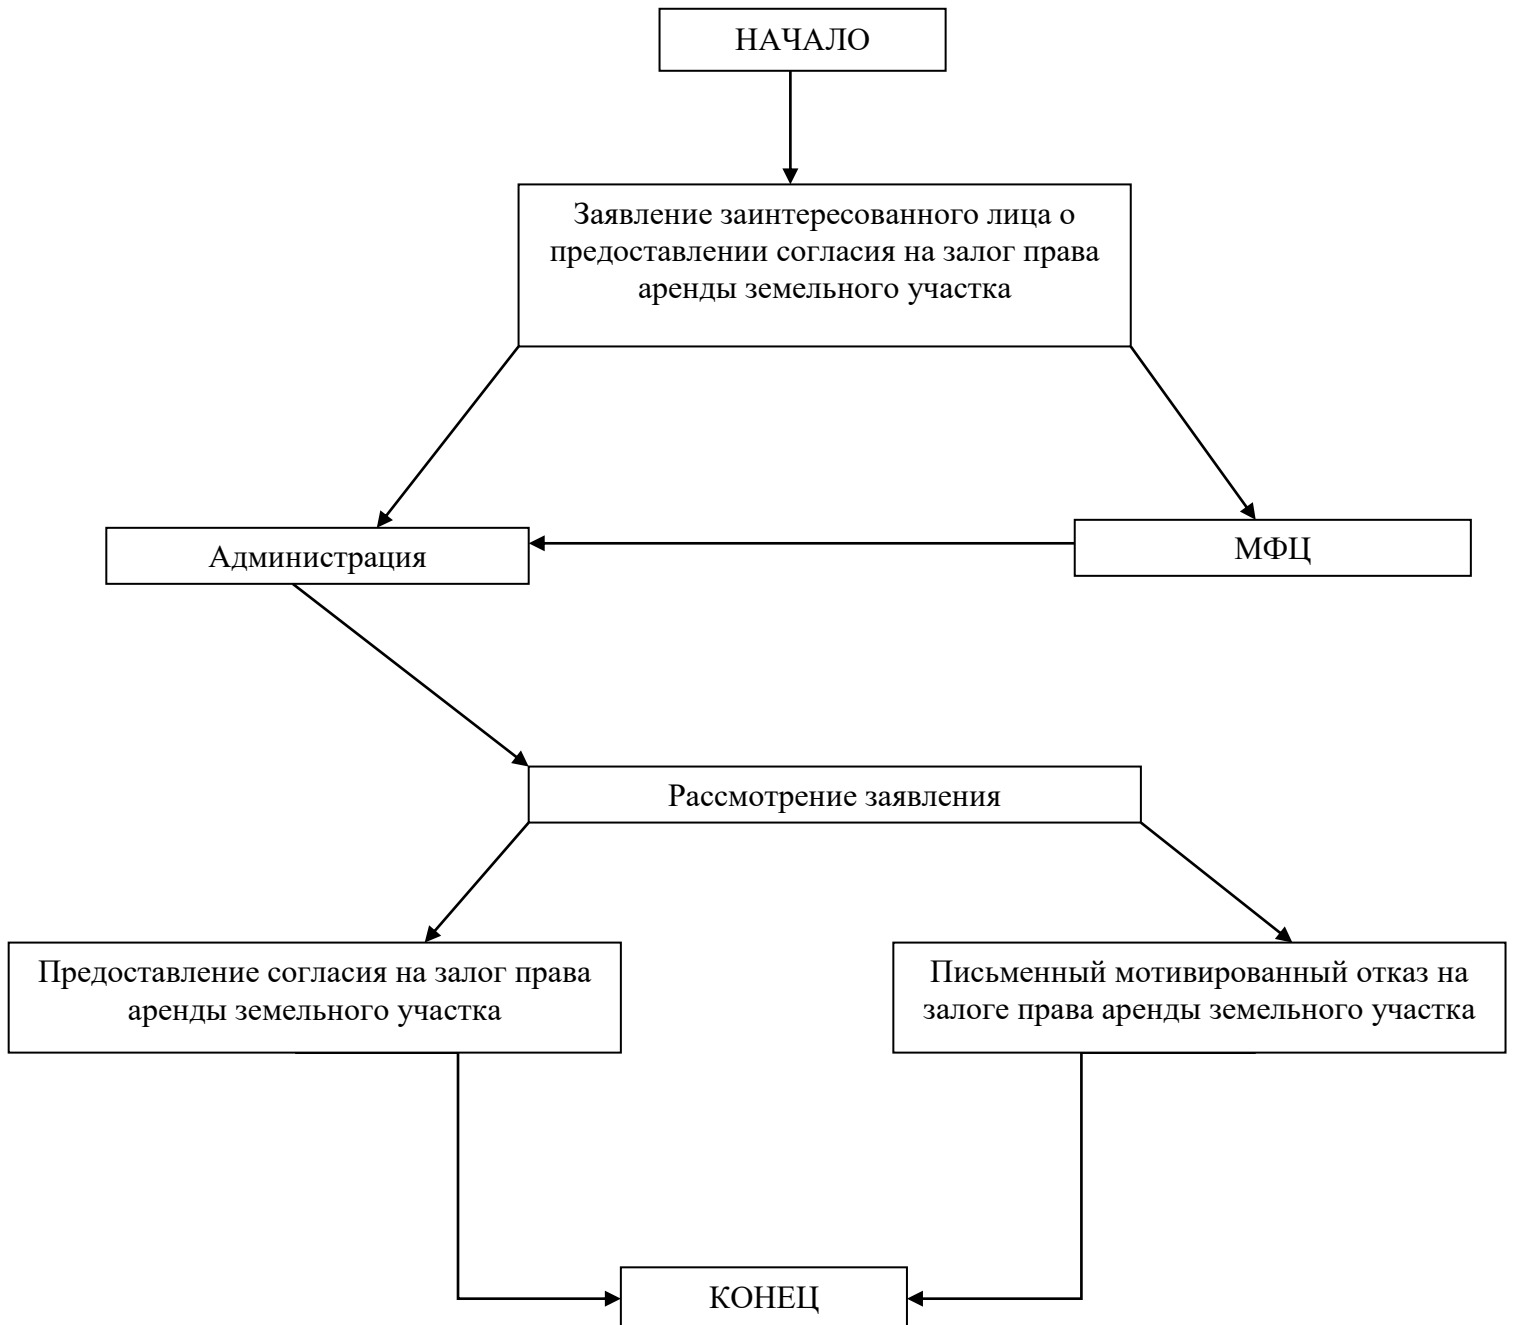 НАЧАЛО
Заявление заинтересованного лица о
предоставлении согласия на залог права
аренды земельного участка
Администрация
МФЦ
Рассмотрение заявления
Предоставление согласия на залог права
аренды земельного участка
Письменный мотивированный отказ на
залоге права аренды земельного участка
КОНЕЦ